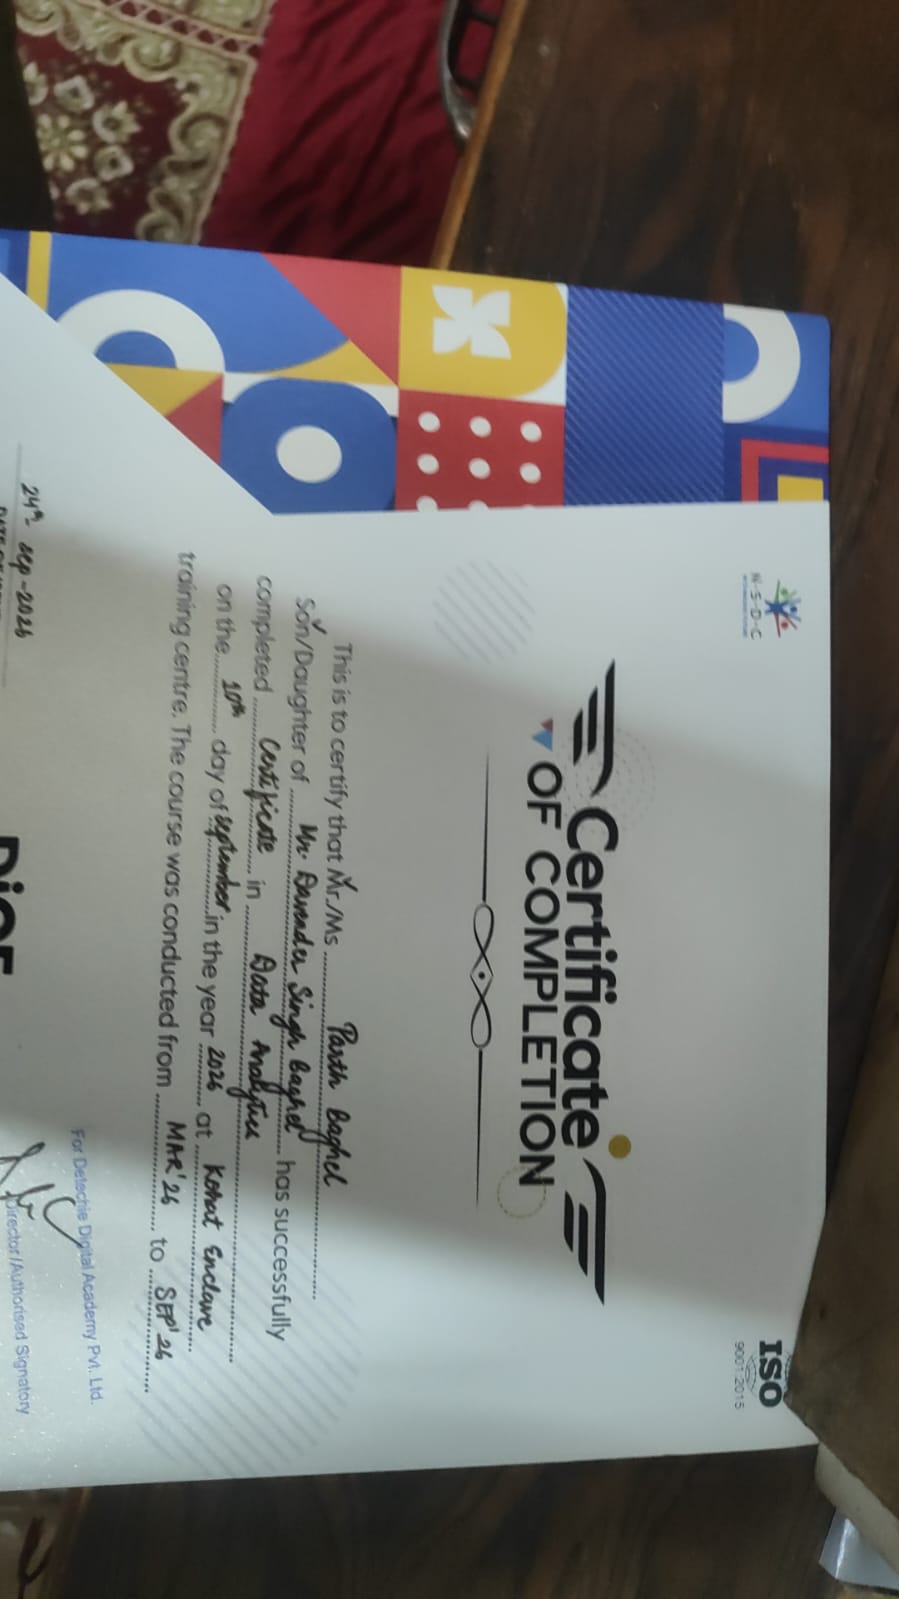 N·S·D·C
ISO
9001:2015
Certificate
OF COMPLETION
This is to certify that Mr./Ms ........ Parth Baghel ........
Son/Daughter of ........ Mr. Davender Singh Baghel ........ has successfully
completed ........ Certificate ........ in ........ Data Analytics ........
on the ........ 10th ........ day of September in the year 2026 ........ at ........ Kohat Enclave ........
training centre. The course was conducted from ........ MAR'26 ........ to ........ SEP'26 ........
For Detechie Digital Academy Pvt. Ltd.
24th Sep-2026
Director/Authorised Signatory